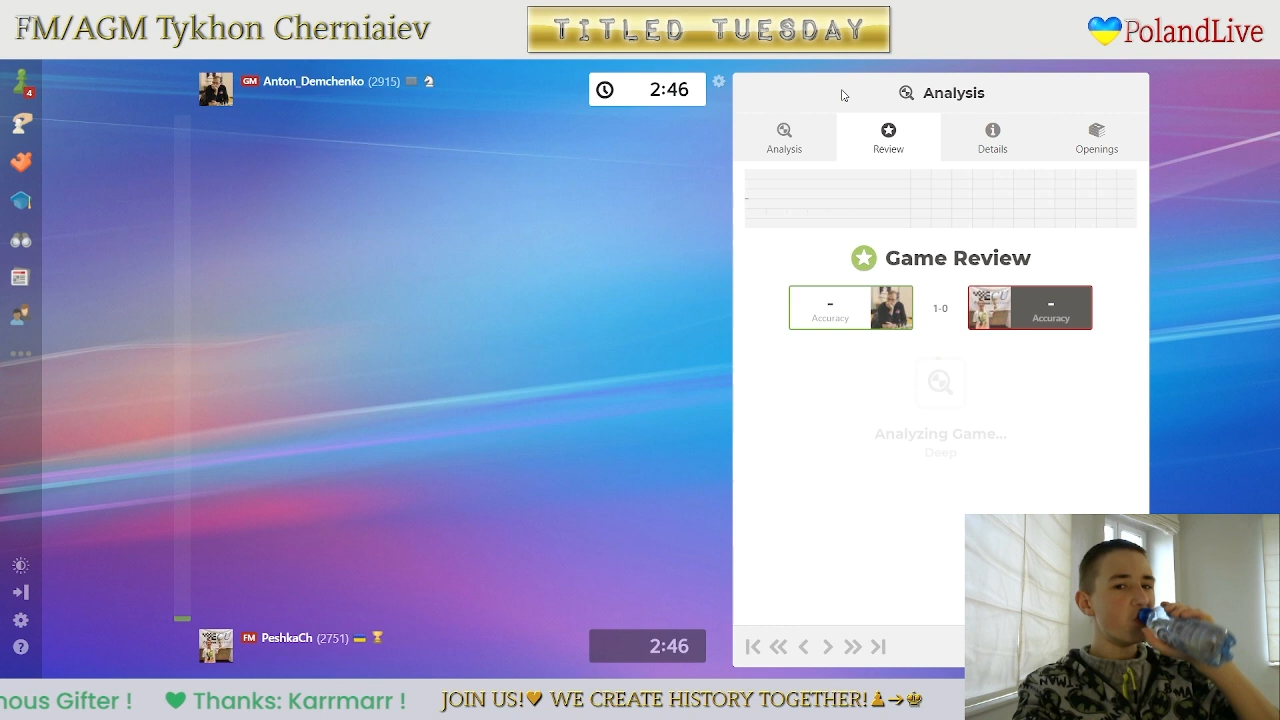 FM/AGM Tykhon Cherniaiev
TITLED TUESDAY
PolandLive
4
GM Anton_Demchenko (2915)
2:46
Analysis
Analysis
Review
Details
Openings
Game Review
-
Accuracy
1-0
-
Accuracy
Analyzing Game...
Deep
FM PeshkaCh (2751)
2:46
nous Gifter !
Thanks: Karrmarr !
JOIN US! WE CREATE HISTORY TOGETHER!